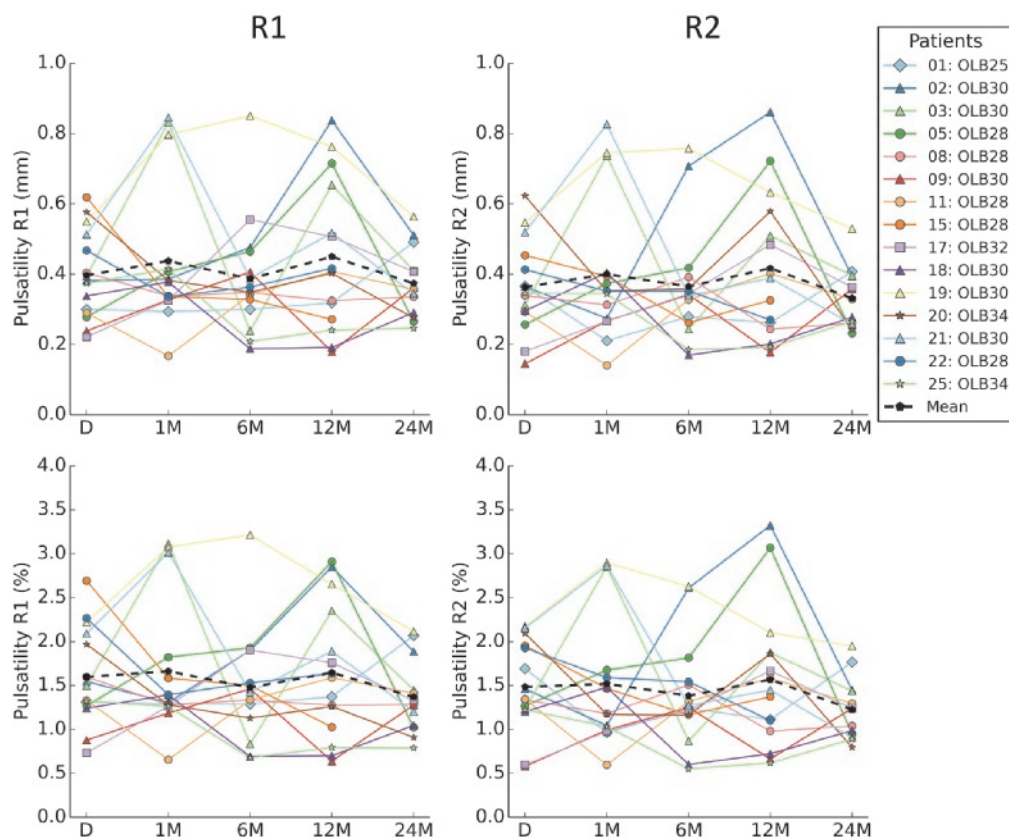 R1
R2
Pulsatility R1 (mm)
1.0
0.8
0.6
0.4
0.2
0.0
D 1M 6M 12M 24M
Pulsatility R2 (mm)
1.0
0.8
0.6
0.4
0.2
0.0
D 1M 6M 12M 24M
Patients
01: OLB25
02: OLB30
03: OLB30
05: OLB28
08: OLB28
09: OLB30
11: OLB28
15: OLB28
17: OLB32
18: OLB30
19: OLB30
20: OLB34
21: OLB30
22: OLB28
25: OLB34
Mean
Pulsatility R1 (%)
4.0
3.5
3.0
2.5
2.0
1.5
1.0
0.5
0.0
D 1M 6M 12M 24M
Pulsatility R2 (%)
4.0
3.5
3.0
2.5
2.0
1.5
1.0
0.5
0.0
D 1M 6M 12M 24M